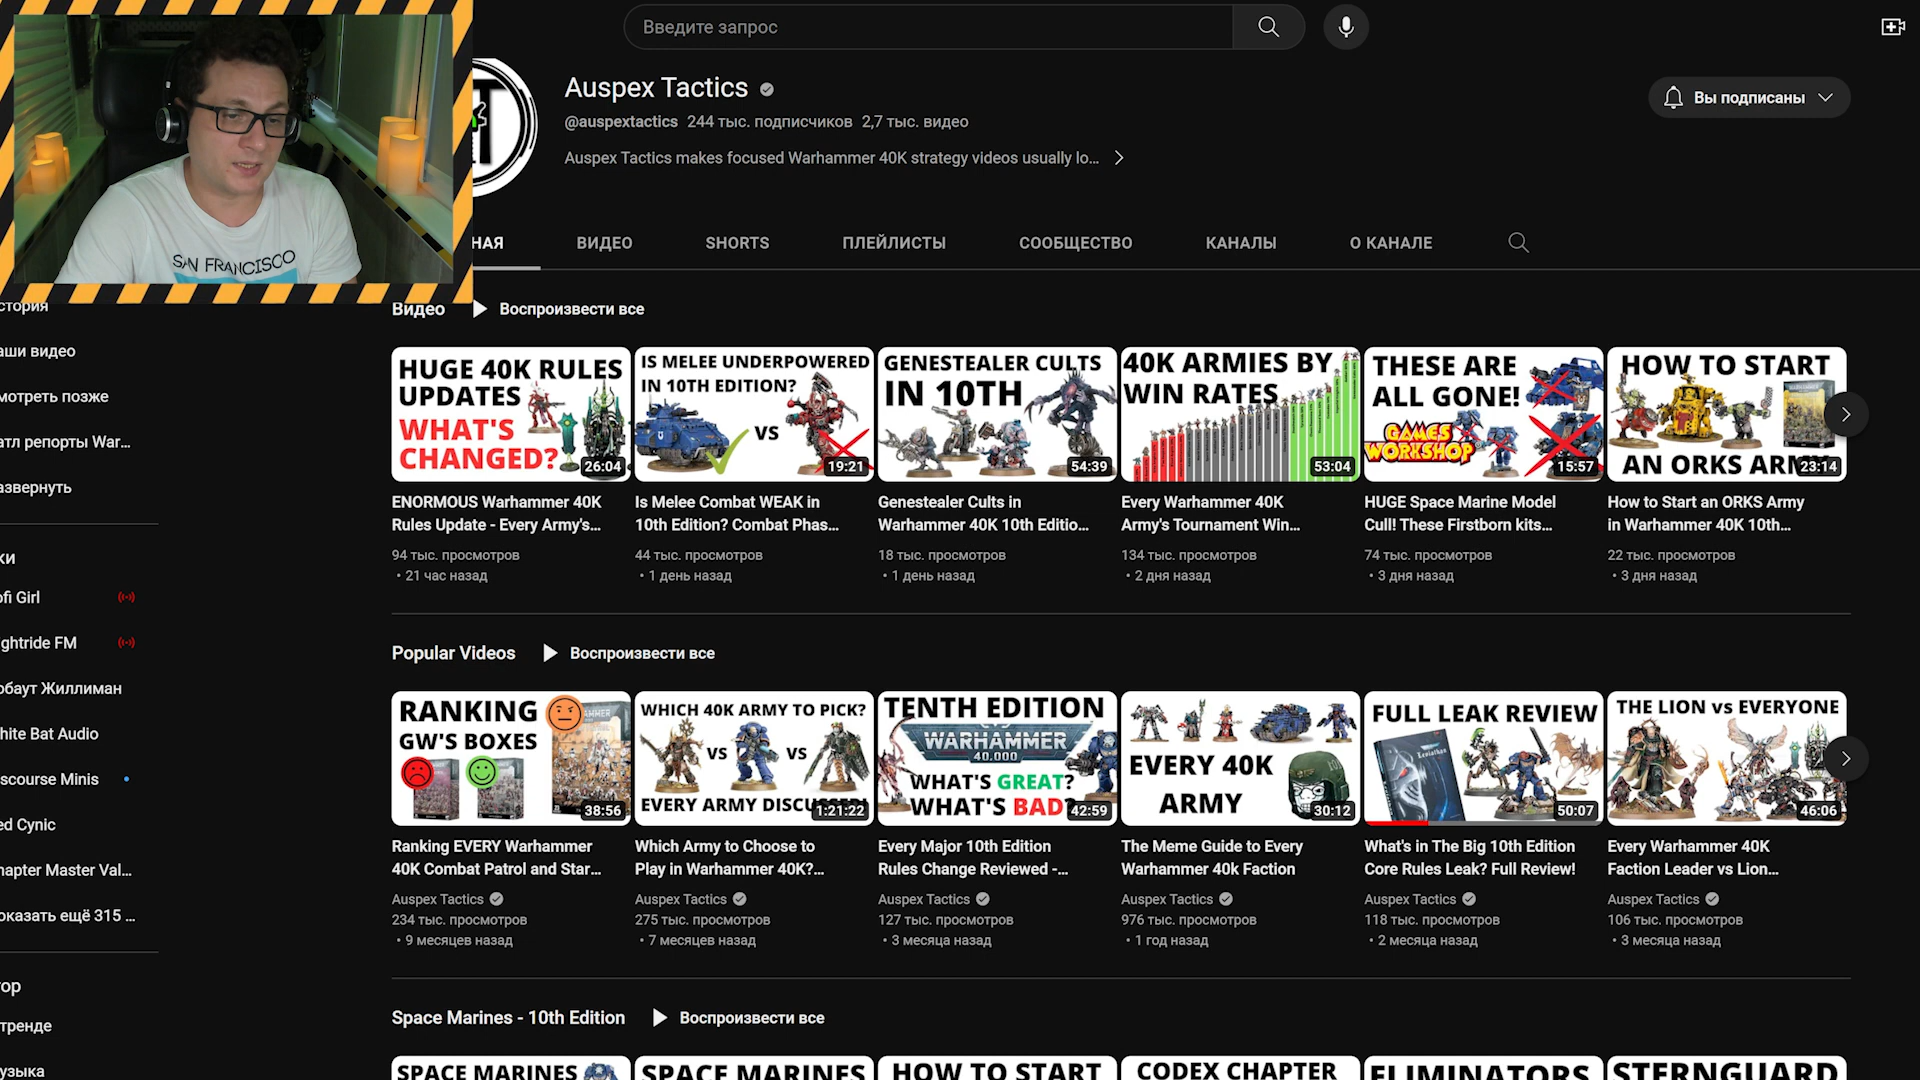 Введите запрос
Auspex Tactics
@auspextactics 244 тыс. подписчиков 2,7 тыс. видео
Auspex Tactics makes focused Warhammer 40K strategy videos usually lo...
Вы подписаны
SAN FRANCISCO
НАЯ ВИДЕО SHORTS ПЛЕЙЛИСТЫ СООБЩЕСТВО КАНАЛЫ О КАНАЛЕ
стория
аши видео
мотреть позже
атл репорты War...
азвернуть
ки
ofi Girl
ghtride FM
обаут Жиллиман
hite Bat Audio
scourse Minis
ed Cynic
hapter Master Val...
оказать ещё 315 ...
ор
тренде
узыка
Видео Воспроизвести все
HUGE 40K RULES
UPDATES
WHAT'S
CHANGED?
26:04
ENORMOUS Warhammer 40K
Rules Update - Every Army's...
94 тыс. просмотров
• 21 час назад
IS MELEE UNDERPOWERED
IN 10TH EDITION?
VS
19:21
Is Melee Combat WEAK in
10th Edition? Combat Phas...
44 тыс. просмотров
• 1 день назад
GENESTEALER CULTS
IN 10TH
54:39
Genestealer Cults in
Warhammer 40K 10th Editio...
18 тыс. просмотров
• 1 день назад
40K ARMIES BY
WIN RATES
53:04
Every Warhammer 40K
Army's Tournament Win...
134 тыс. просмотров
• 2 дня назад
THESE ARE
ALL GONE!
GAMES
WORKSHOP
15:57
HUGE Space Marine Model
Cull! These Firstborn kits...
74 тыс. просмотров
• 3 дня назад
HOW TO START
AN ORKS ARMY
23:14
How to Start an ORKS Army
in Warhammer 40K 10th...
22 тыс. просмотров
• 3 дня назад
Popular Videos Воспроизвести все
RANKING
GW'S BOXES
38:56
Ranking EVERY Warhammer
40K Combat Patrol and Star...
Auspex Tactics
234 тыс. просмотров
• 9 месяцев назад
WHICH 40K ARMY TO PICK?
VS VS
EVERY ARMY DISCU
1:21:22
Which Army to Choose to
Play in Warhammer 40K?...
Auspex Tactics
275 тыс. просмотров
• 7 месяцев назад
TENTH EDITION
WARHAMMER
40,000
WHAT'S GREAT?
WHAT'S BAD?
42:59
Every Major 10th Edition
Rules Change Reviewed -...
Auspex Tactics
127 тыс. просмотров
• 3 месяца назад
EVERY 40K
ARMY
30:12
The Meme Guide to Every
Warhammer 40k Faction
Auspex Tactics
976 тыс. просмотров
• 1 год назад
FULL LEAK REVIEW
50:07
What's in The Big 10th Edition
Core Rules Leak? Full Review!
Auspex Tactics
118 тыс. просмотров
• 2 месяца назад
THE LION vs EVERYONE
46:06
Every Warhammer 40K
Faction Leader vs Lion...
Auspex Tactics
106 тыс. просмотров
• 3 месяца назад
Space Marines - 10th Edition Воспроизвести все
SPACE MARINES
SPACE MARINES
HOW TO START
CODEX CHAPTER
ELIMINATORS
STERNGUARD